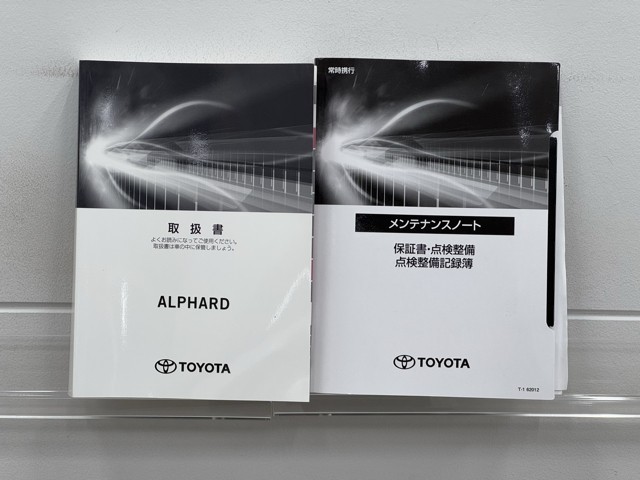 取扱書
よくお読みになってご使用ください。
取扱書は車の中に保管しましょう。
ALPHARD
TOYOTA
常時携行
メンテナンスノート
保証書・点検整備
点検整備記録簿
TOYOTA
T-1 62012